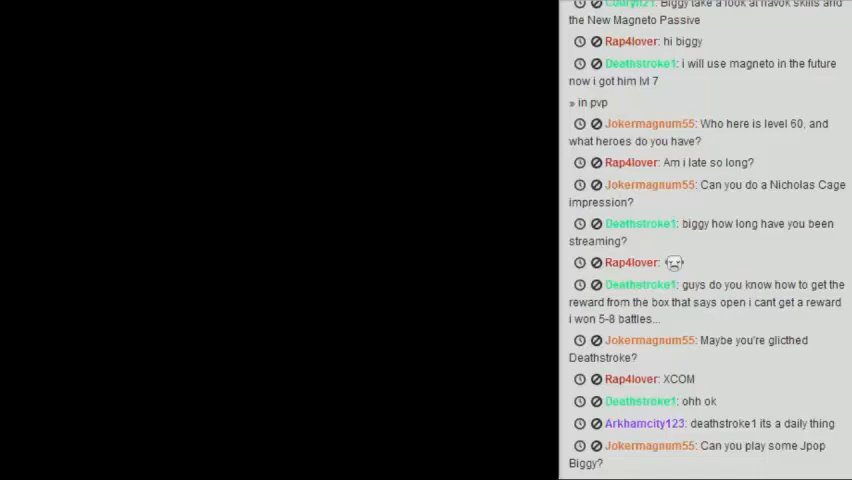 Biggy take a look at havok skills and
the New Magneto Passive
Rap4lover: hi biggy
Deathstroke1: i will use magneto in the future
now i got him lvl 7
» in pvp
Jokermagnum55: Who here is level 60, and
what heroes do you have?
Rap4lover: Am i late so long?
Jokermagnum55: Can you do a Nicholas Cage
impression?
Deathstroke1: biggy how long have you been
streaming?
Rap4lover:
Deathstroke1: guys do you know how to get the
reward from the box that says open i cant get a reward
i won 5-8 battles...
Jokermagnum55: Maybe you're glicthed
Deathstroke?
Rap4lover: XCOM
Deathstroke1: ohh ok
Arkhamcity123: deathstroke1 its a daily thing
Jokermagnum55: Can you play some Jpop
Biggy?